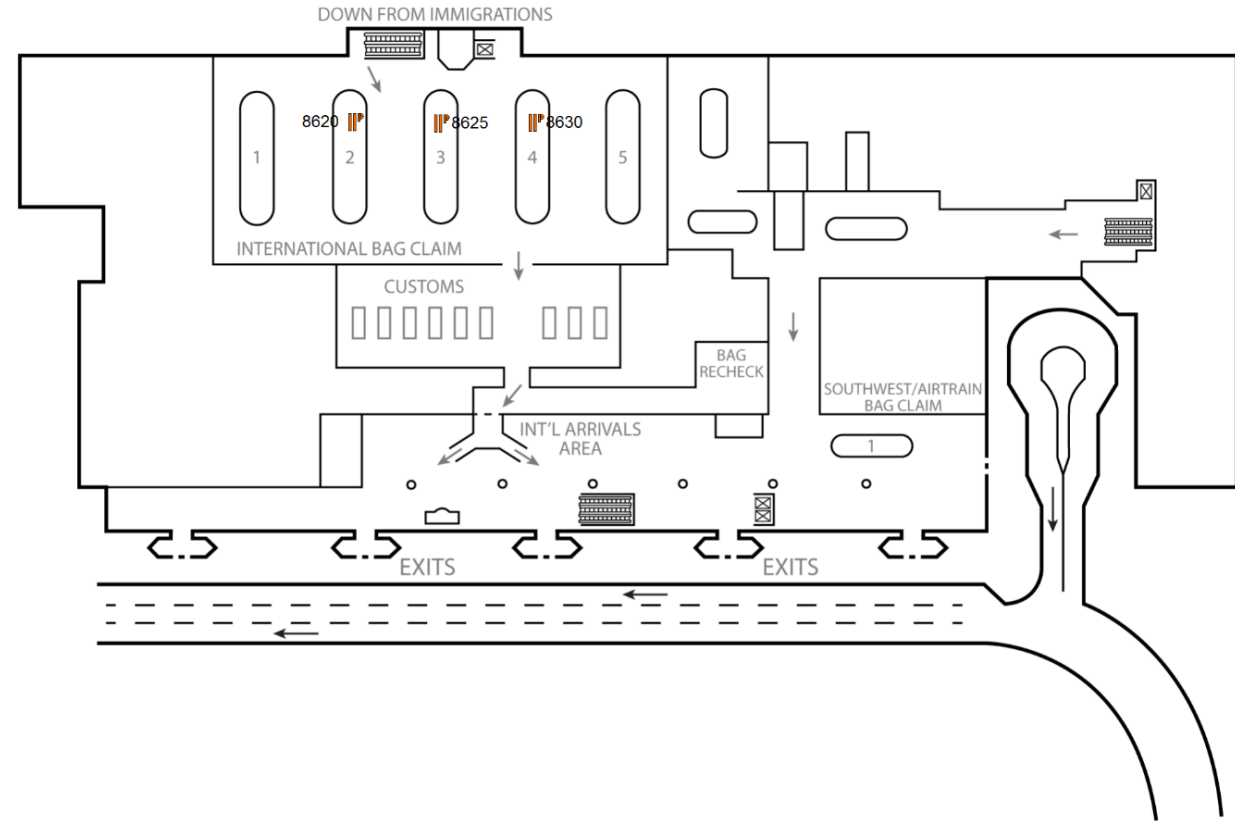 DOWN FROM IMMIGRATIONS
8620
8625
8630
1
2
3
4
5
INTERNATIONAL BAG CLAIM
CUSTOMS
BAG
RECHECK
SOUTHWEST/AIRTRAIN
BAG CLAIM
INT'L ARRIVALS
AREA
1
EXITS
EXITS